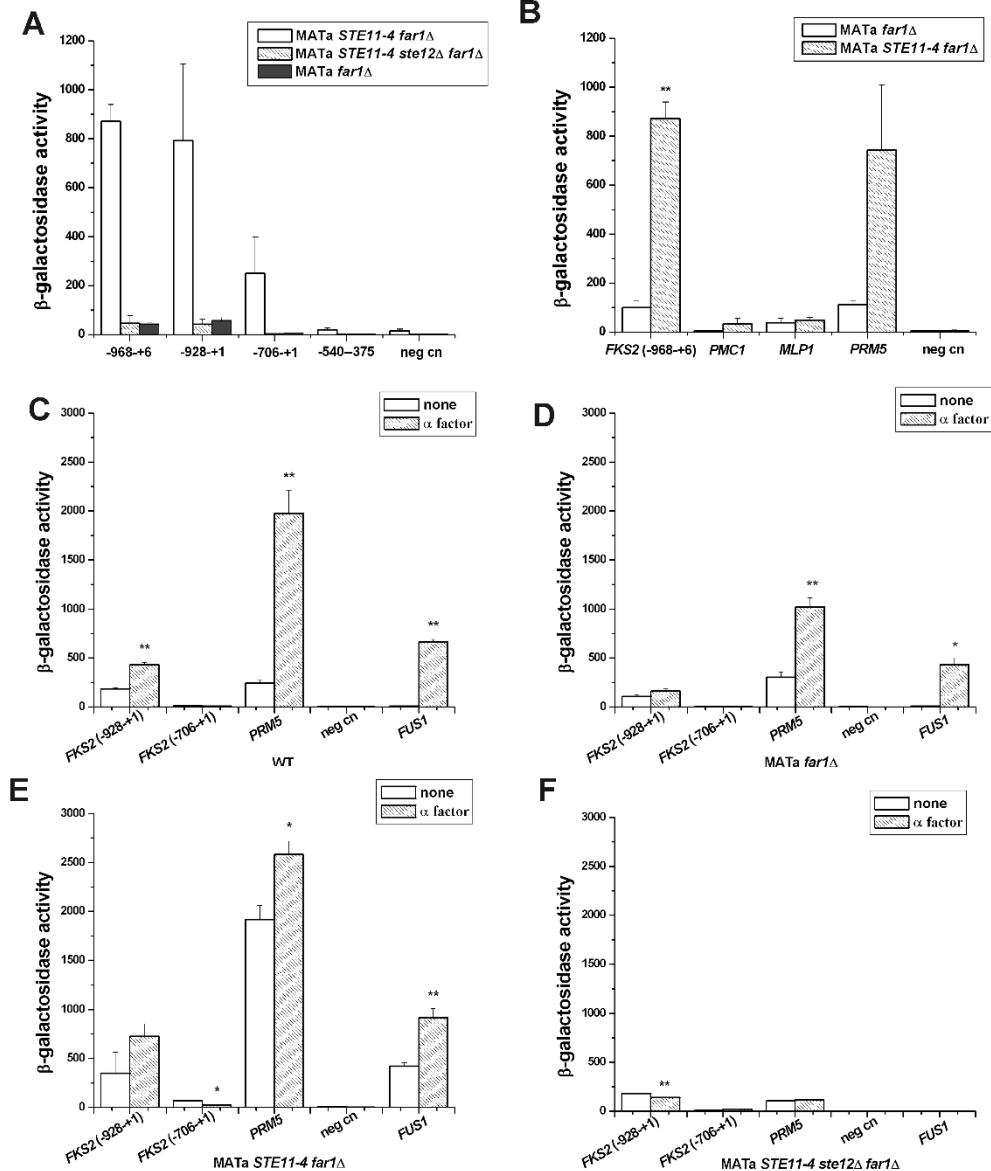 A
MATa STE11-4 far1Δ
MATa STE11-4 ste12Δ far1Δ
MATa far1Δ
β-galactosidase activity
1200
1000
800
600
400
200
0
-968-+6 -928-+1 -706-+1 -540--375 neg cn
B
MATa far1Δ
MATa STE11-4 far1Δ
β-galactosidase activity
1200
1000
800
600
400
200
0
**
FKS2 (-968-+6) PMC1 MLP1 PRM5 neg cn
C
none
α factor
β-galactosidase activity
3000
2500
2000
1500
1000
500
0
** ** **
FKS2 (-928-+1) FKS2 (-706-+1) PRM5 neg cn FUS1
WT
D
none
α factor
β-galactosidase activity
3000
2500
2000
1500
1000
500
0
** *
FKS2 (-928-+1) FKS2 (-706-+1) PRM5 neg cn FUS1
MATa far1Δ
E
none
α factor
β-galactosidase activity
3000
2500
2000
1500
1000
500
0
* * **
FKS2 (-928-+1) FKS2 (-706-+1) PRM5 neg cn FUS1
MATa STE11-4 far1Δ
F
none
α factor
β-galactosidase activity
3000
2500
2000
1500
1000
500
0
**
FKS2 (-928-+1) FKS2 (-706-+1) PRM5 neg cn FUS1
MATa STE11-4 ste12Δ far1Δ